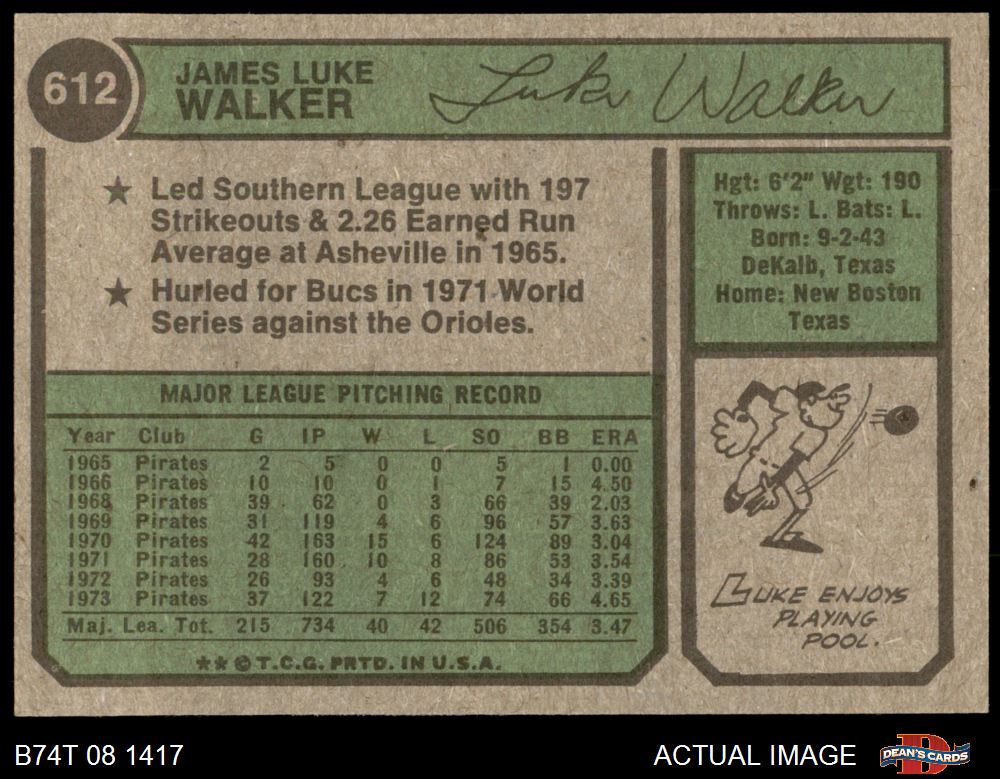 612
JAMES LUKE
WALKER
Luke Walker
★ Led Southern League with 197
Strikeouts & 2.26 Earned Run
Average at Asheville in 1965.
★ Hurled for Bucs in 1971 World
Series against the Orioles.
Hgt: 6'2" Wgt: 190
Throws: L. Bats: L.
Born: 9-2-43
DeKalb, Texas
Home: New Boston
Texas
MAJOR LEAGUE PITCHING RECORD
Year Club G IP W L SO BB ERA
1965 Pirates 2 5 0 0 5 1 0.00
1966 Pirates 10 10 0 1 7 15 4.50
1968 Pirates 39 62 0 3 66 39 2.03
1969 Pirates 31 119 4 6 96 57 3.63
1970 Pirates 42 163 15 6 124 89 3.04
1971 Pirates 28 160 10 8 86 53 3.54
1972 Pirates 26 93 4 6 48 34 3.39
1973 Pirates 37 122 7 12 74 66 4.65
Maj. Lea. Tot. 215 734 40 42 506 354 3.47
★★©T.C.G. PRTD. IN U.S.A.
LUKE ENJOYS
PLAYING
POOL.
B74T 08 1417
ACTUAL IMAGE
D
DEAN'S CARDS